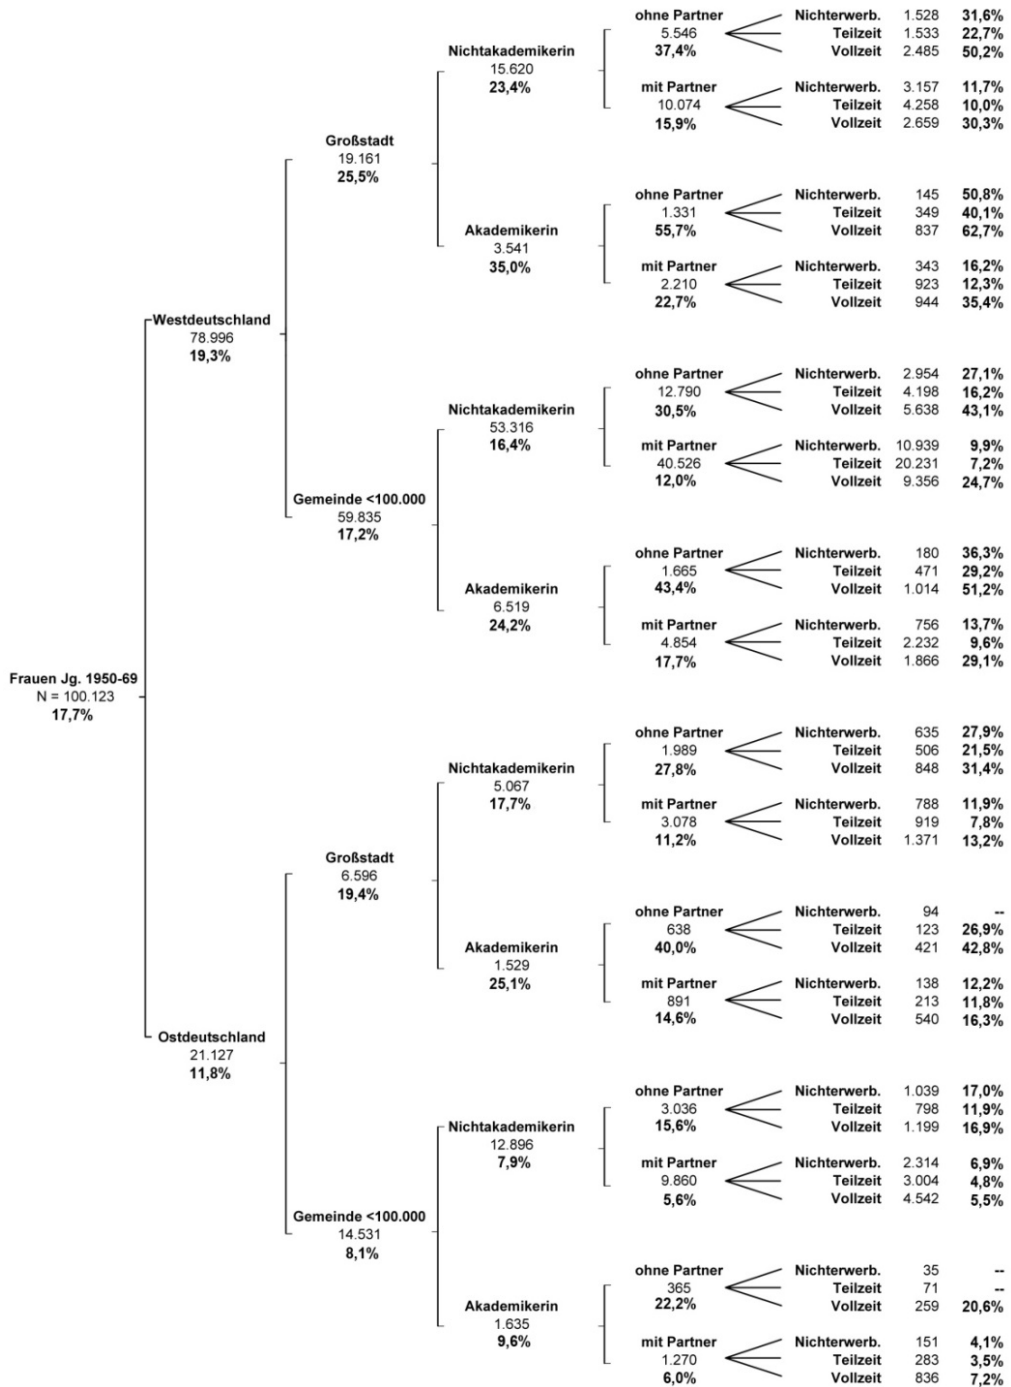 Frauen Jg. 1950-69
N = 100.123
17,7%
Westdeutschland
78.996
19,3%
Großstadt
19.161
25,5%
Nichtakademikerin
15.620
23,4%
ohne Partner
5.546
37,4%
Nichterwerb. 1.528 31,6%
Teilzeit 1.533 22,7%
Vollzeit 2.485 50,2%
mit Partner
10.074
15,9%
Nichterwerb. 3.157 11,7%
Teilzeit 4.258 10,0%
Vollzeit 2.659 30,3%
Akademikerin
3.541
35,0%
ohne Partner
1.331
55,7%
Nichterwerb. 145 50,8%
Teilzeit 349 40,1%
Vollzeit 837 62,7%
mit Partner
2.210
22,7%
Nichterwerb. 343 16,2%
Teilzeit 923 12,3%
Vollzeit 944 35,4%
Gemeinde <100.000
59.835
17,2%
Nichtakademikerin
53.316
16,4%
ohne Partner
12.790
30,5%
Nichterwerb. 2.954 27,1%
Teilzeit 4.198 16,2%
Vollzeit 5.638 43,1%
mit Partner
40.526
12,0%
Nichterwerb. 10.939 9,9%
Teilzeit 20.231 7,2%
Vollzeit 9.356 24,7%
Akademikerin
6.519
24,2%
ohne Partner
1.665
43,4%
Nichterwerb. 180 36,3%
Teilzeit 471 29,2%
Vollzeit 1.014 51,2%
mit Partner
4.854
17,7%
Nichterwerb. 756 13,7%
Teilzeit 2.232 9,6%
Vollzeit 1.866 29,1%
Ostdeutschland
21.127
11,8%
Großstadt
6.596
19,4%
Nichtakademikerin
5.067
17,7%
ohne Partner
1.989
27,8%
Nichterwerb. 635 27,9%
Teilzeit 506 21,5%
Vollzeit 848 31,4%
mit Partner
3.078
11,2%
Nichterwerb. 788 11,9%
Teilzeit 919 7,8%
Vollzeit 1.371 13,2%
Akademikerin
1.529
25,1%
ohne Partner
638
40,0%
Nichterwerb. 94 --
Teilzeit 123 26,9%
Vollzeit 421 42,8%
mit Partner
891
14,6%
Nichterwerb. 138 12,2%
Teilzeit 213 11,8%
Vollzeit 540 16,3%
Gemeinde <100.000
14.531
8,1%
Nichtakademikerin
12.896
7,9%
ohne Partner
3.036
15,6%
Nichterwerb. 1.039 17,0%
Teilzeit 798 11,9%
Vollzeit 1.199 16,9%
mit Partner
9.860
5,6%
Nichterwerb. 2.314 6,9%
Teilzeit 3.004 4,8%
Vollzeit 4.542 5,5%
Akademikerin
1.635
9,6%
ohne Partner
365
22,2%
Nichterwerb. 35 --
Teilzeit 71 --
Vollzeit 259 20,6%
mit Partner
1.270
6,0%
Nichterwerb. 151 4,1%
Teilzeit 283 3,5%
Vollzeit 836 7,2%